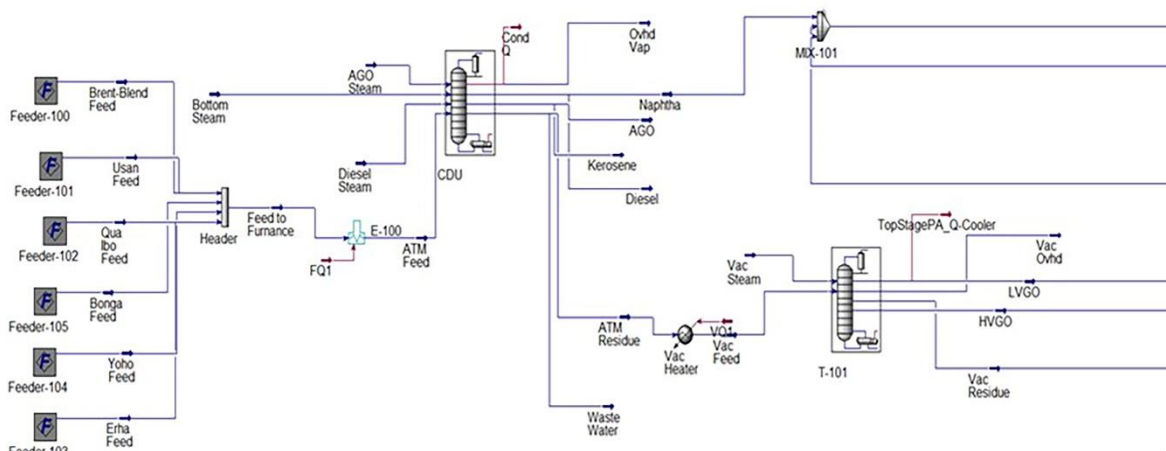 Cond
Q
Ovhd
Vap
MIX-101
F
Feeder-100
Brent-Blend
Feed
AGO
Steam
Bottom
Steam
Naphtha
AGO
F
Feeder-101
Usan
Feed
Diesel
Steam
CDU
Kerosene
Diesel
F
Feeder-102
Qua
Ibo
Feed
Header
Feed to
Furnance
E-100
FQ1
ATM
Feed
TopStagePA_Q-Cooler
Vac
Steam
Vac
Ovhd
F
Feeder-105
Bonga
Feed
LVGO
HVGO
ATM
Residue
VQ1
Vac
Feed
Vac
Heater
T-101
F
Feeder-104
Yoho
Feed
Vac
Residue
F
Feeder-103
Erha
Feed
Waste
Water